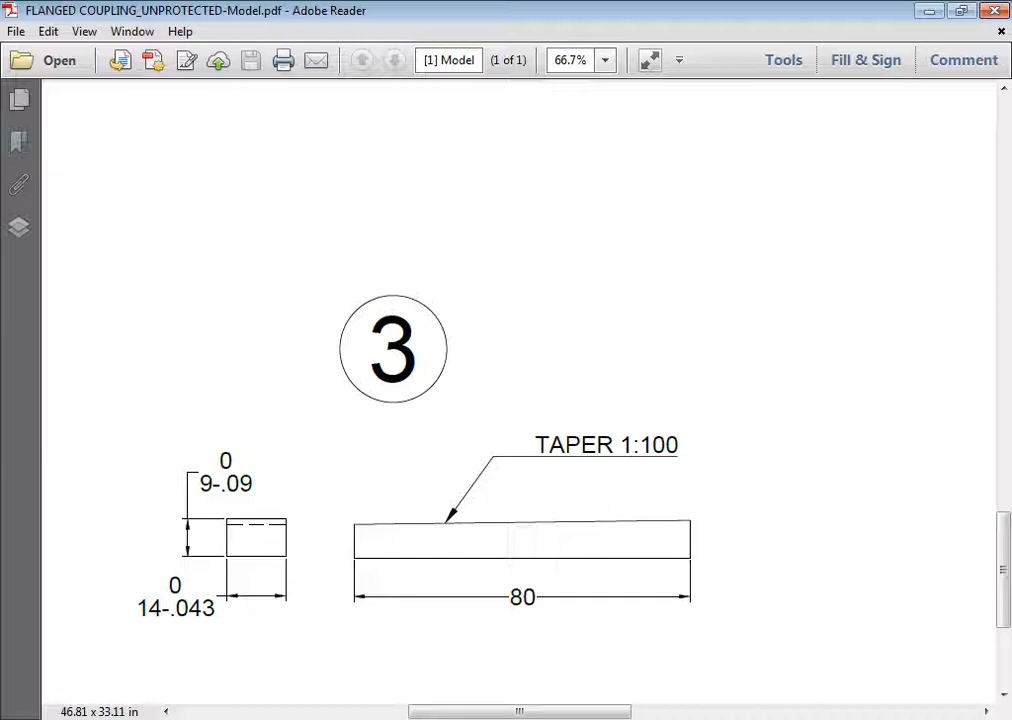 FLANGED COUPLING_UNPROTECTED-Model.pdf - Adobe Reader
File Edit View Window Help
Open [1] Model (1 of 1) 66.7% Tools Fill & Sign Comment
3
TAPER 1:100
0
9-.09
0
14-.043
80
46.81 x 33.11 in